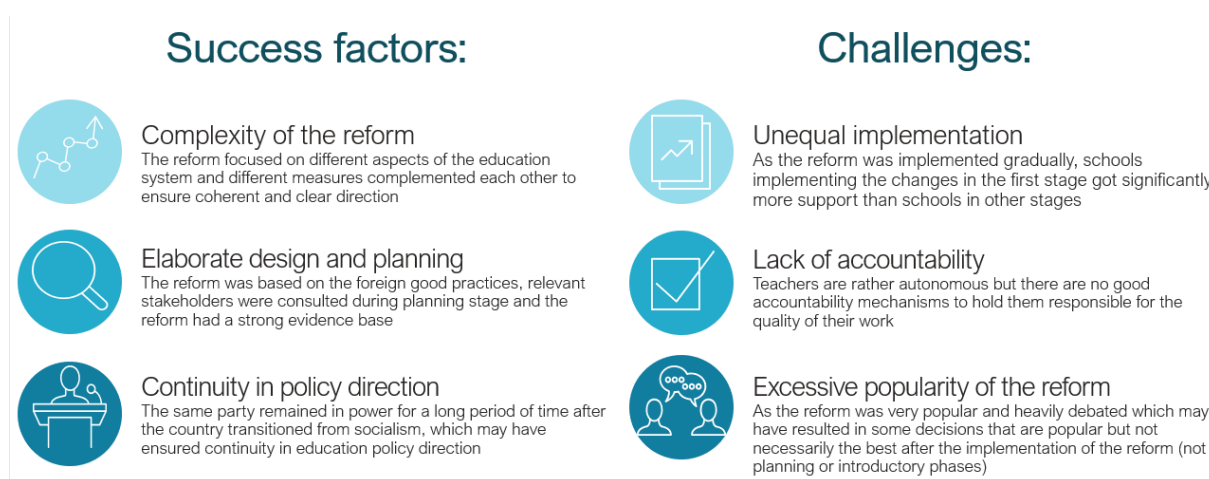 Success factors:
Complexity of the reform
The reform focused on different aspects of the education
system and different measures complemented each other to
ensure coherent and clear direction
Elaborate design and planning
The reform was based on the foreign good practices, relevant
stakeholders were consulted during planning stage and the
reform had a strong evidence base
Continuity in policy direction
The same party remained in power for a long period of time after
the country transitioned from socialism, which may have
ensured continuity in education policy direction
Challenges:
Unequal implementation
As the reform was implemented gradually, schools
implementing the changes in the first stage got significantly
more support than schools in other stages
Lack of accountability
Teachers are rather autonomous but there are no good
accountability mechanisms to hold them responsible for the
quality of their work
Excessive popularity of the reform
As the reform was very popular and heavily debated which may
have resulted in some decisions that are popular but not
necessarily the best after the implementation of the reform (not
planning or introductory phases)